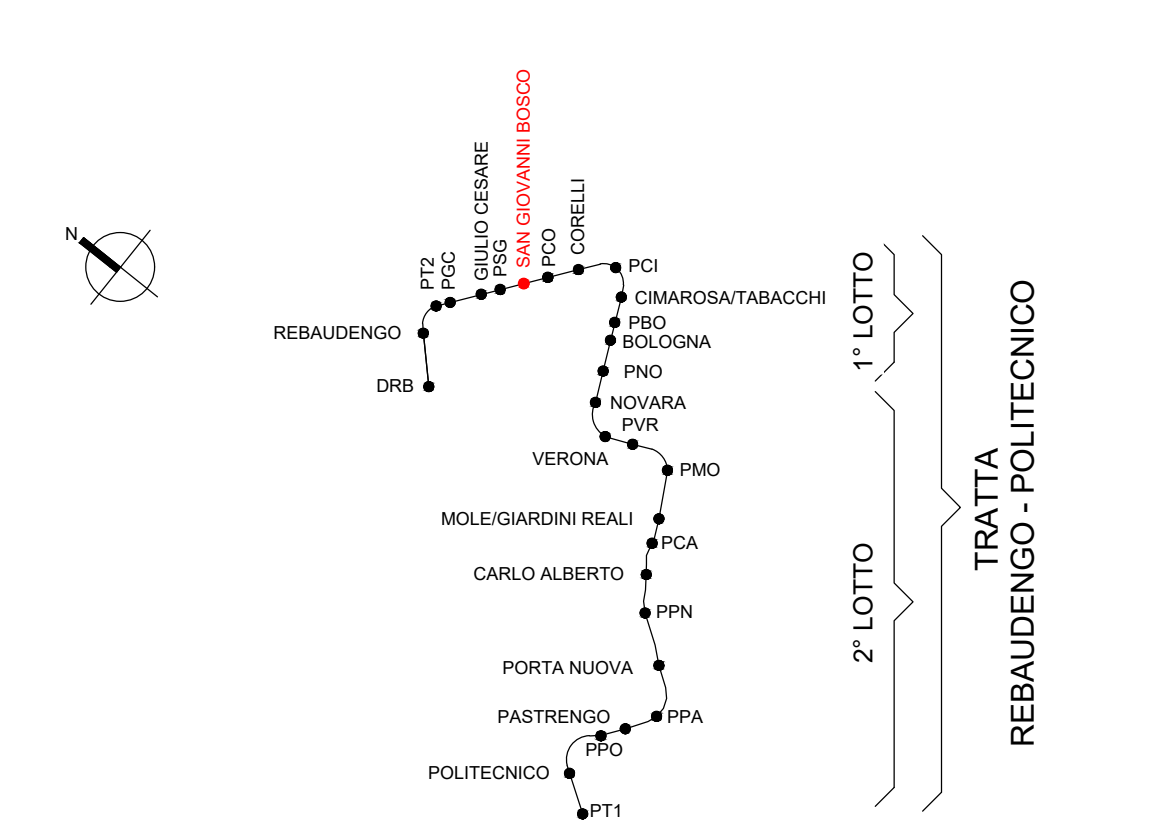 N
PT2
PGC
GIULIO CESARE
PSG
SAN GIOVANNI BOSCO
PCO
CORELLI
PCI
CIMAROSA/TABACCHI
REBAUDENGO
PBO
BOLOGNA
DRB
PNO
NOVARA
PVR
VERONA
PMO
MOLE/GIARDINI REALI
PCA
CARLO ALBERTO
PPN
PORTA NUOVA
PPA
PASTRENGO
PPO
POLITECNICO
PT1
1° LOTTO
2° LOTTO
TRATTA
REBAUDENGO - POLITECNICO